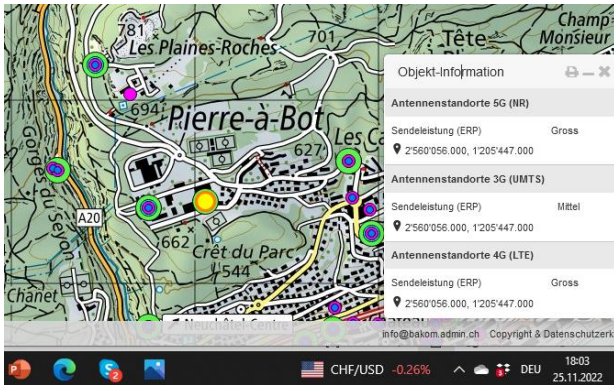 781
Les Plaines-Roches
701
Tête
Champ-
Monsieur
694
Pierre-à-Bot
627
Les Ca
Gorges du Seyon
A20
662
Crêt du Parc
544
Chanet
Neuchâtel-Centre
Objekt-Information
Antennenstandorte 5G (NR)
Sendeleistung (ERP) Gross
2'560'056.000, 1'205'447.000
Antennenstandorte 3G (UMTS)
Sendeleistung (ERP) Mittel
2'560'056.000, 1'205'447.000
Antennenstandorte 4G (LTE)
Sendeleistung (ERP) Gross
2'560'056.000, 1'205'447.000
info@bakom.admin.ch Copyright & Datenschutzerk
CHF/USD -0.26% DEU 18:03
25.11.2022